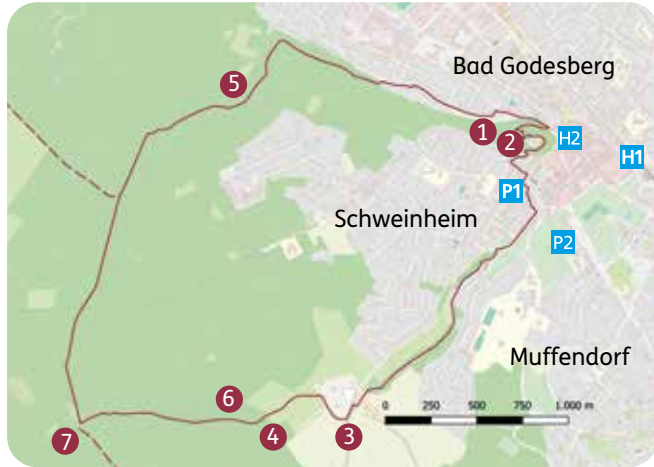 Bad Godesberg
5
1
2
H2
H1
P1
Schweinheim
P2
Muffendorf
6
0 250 500 750 1.000 m
7
4
3